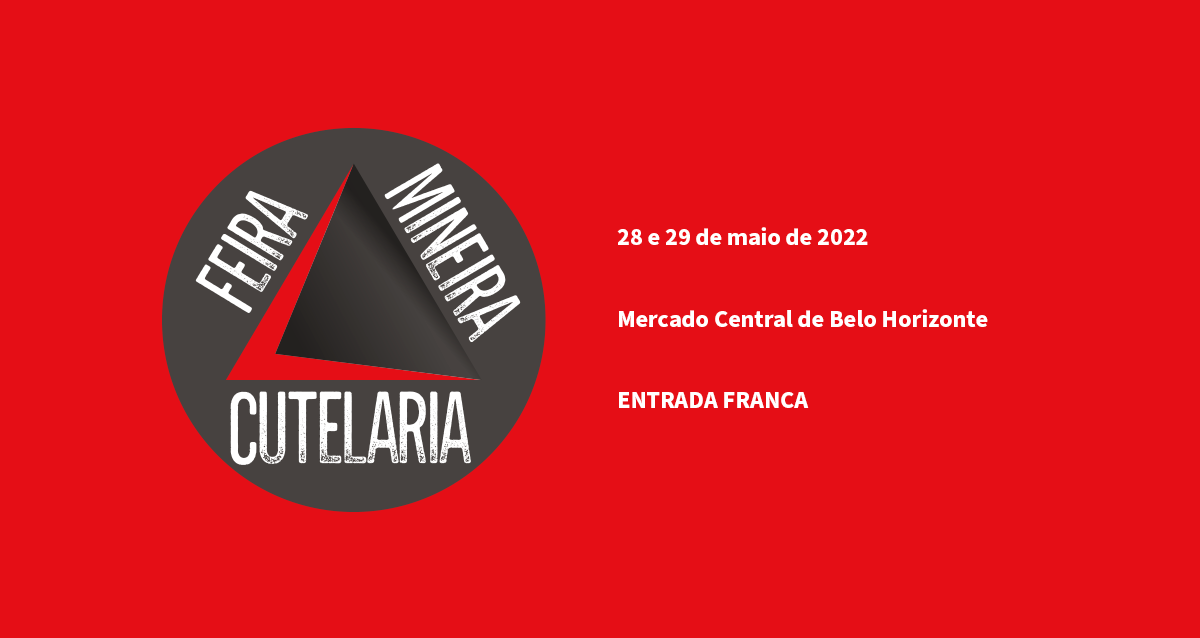 FEIRA
MINEIRA
CUTELARIA
28 e 29 de maio de 2022
Mercado Central de Belo Horizonte
ENTRADA FRANCA